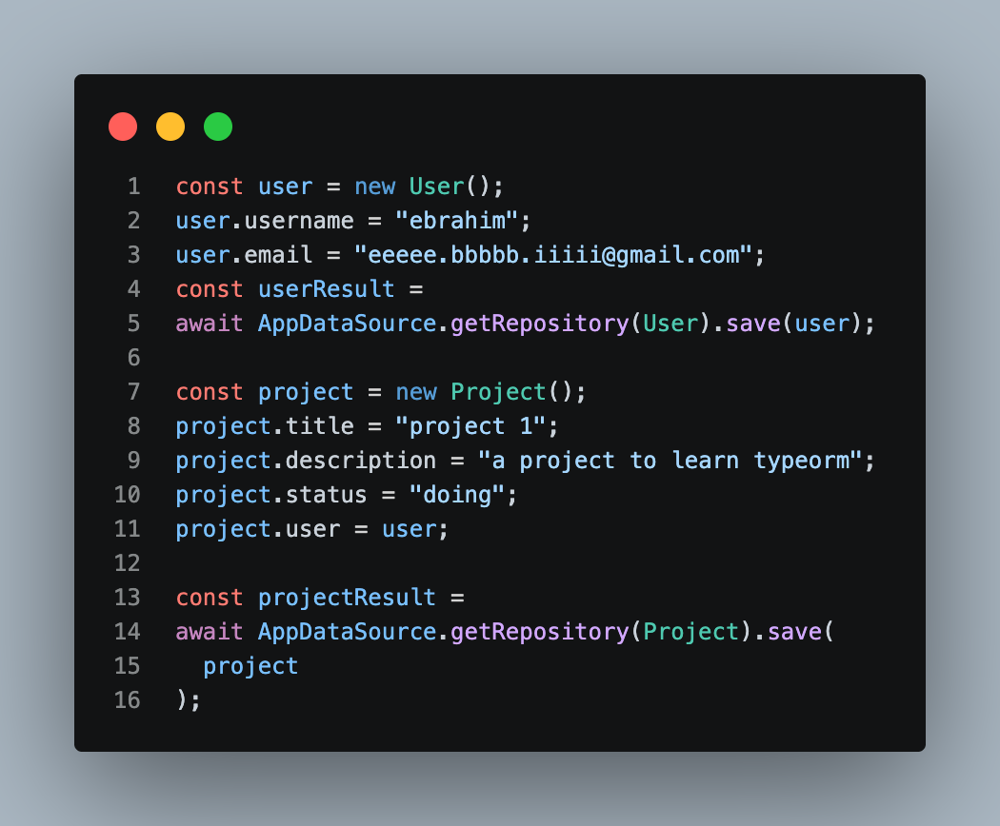 1 const user = new User();
2 user.username = "ebrahim";
3 user.email = "eeeee.bbbbb.iiiii@gmail.com";
4 const userResult =
5 await AppDataSource.getRepository(User).save(user);
6
7 const project = new Project();
8 project.title = "project 1";
9 project.description = "a project to learn typeorm";
10 project.status = "doing";
11 project.user = user;
12
13 const projectResult =
14 await AppDataSource.getRepository(Project).save(
15   project
16 );